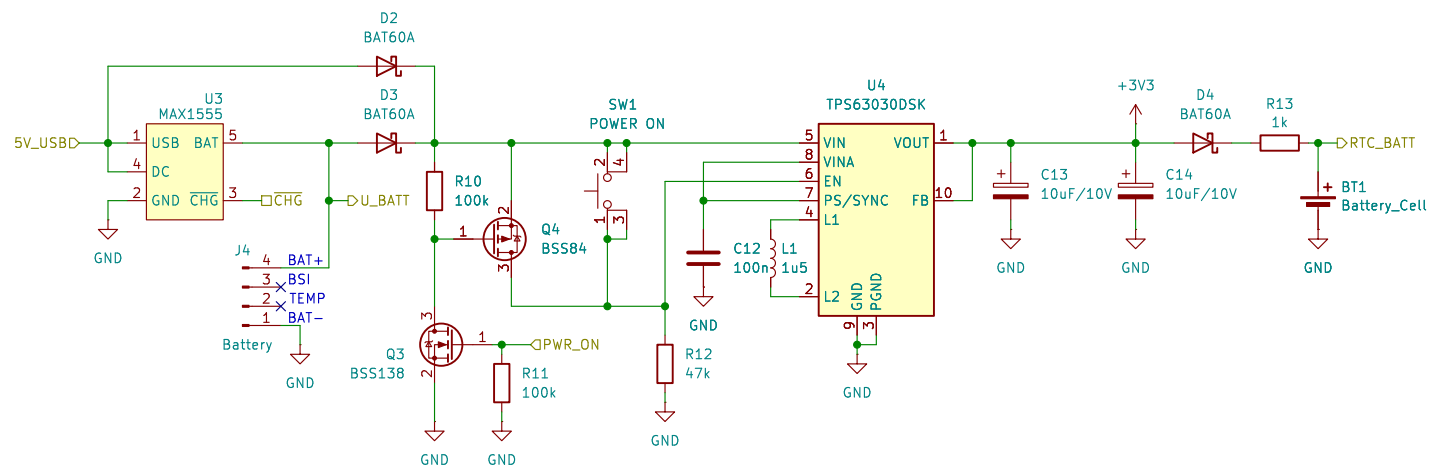 D2
BAT60A
D3
BAT60A
U3
MAX1555
5V_USB
1
USB
BAT
5
4
DC
2
GND
CHG
3
CHG
U_BATT
GND
J4
4
BAT+
3
BSI
2
TEMP
1
BAT-
Battery
GND
R10
100k
2
1
Q4
BSS84
3
3
1
PWR_ON
Q3
BSS138
2
R11
100k
GND
GND
SW1
POWER ON
2
4
1
3
R12
47k
GND
C12
100n
GND
L1
1u5
U4
TPS63030DSK
5
VIN
8
VINA
6
EN
7
PS/SYNC
4
L1
2
L2
VOUT
1
FB
10
GND
PGND
9
3
GND
C13
10uF/10V
GND
+3V3
C14
10uF/10V
GND
D4
BAT60A
R13
1k
RTC_BATT
BT1
Battery_Cell
GND